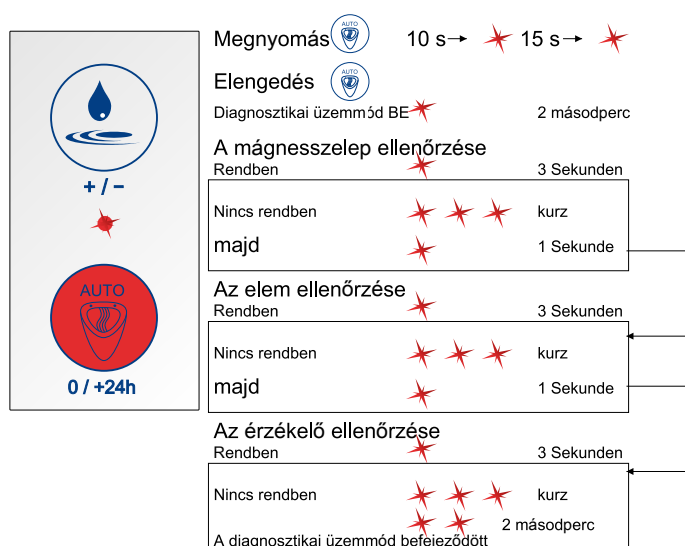 Megnyomás AUTO 10 s→ 15 s→
Elengedés AUTO
Diagnosztikai üzemmód BE 2 másodperc
+ / −
AUTO
0 / +24h
A mágnesszelep ellenőrzése
Rendben 3 Sekunden
Nincs rendben kurz
majd 1 Sekunde
Az elem ellenőrzése
Rendben 3 Sekunden
Nincs rendben kurz
majd 1 Sekunde
Az érzékelő ellenőrzése
Rendben 3 Sekunden
Nincs rendben kurz
2 másodperc
A diagnosztikai üzemmód befejeződött